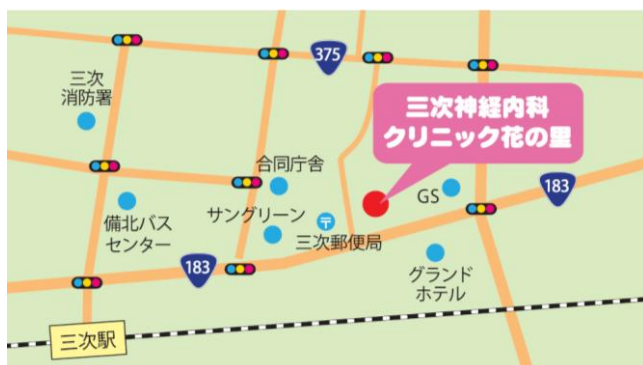 375
三次
消防署
三次神経内科
クリニック花の里
合同庁舎
GS
183
備北バス
センター
サングリーン
〒
三次郵便局
183
グランド
ホテル
三次駅